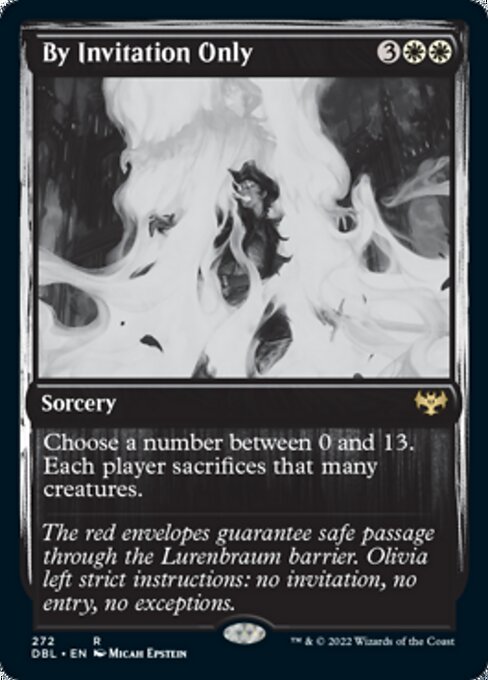 By Invitation Only 3
Sorcery
Choose a number between 0 and 13.
Each player sacrifices that many
creatures.
The red envelopes guarantee safe passage
through the Lurenbraum barrier. Olivia
left strict instructions: no invitation, no
entry, no exceptions.
272 R
DBL • EN Micah Epstein
™ & © 2022 Wizards of the Coast